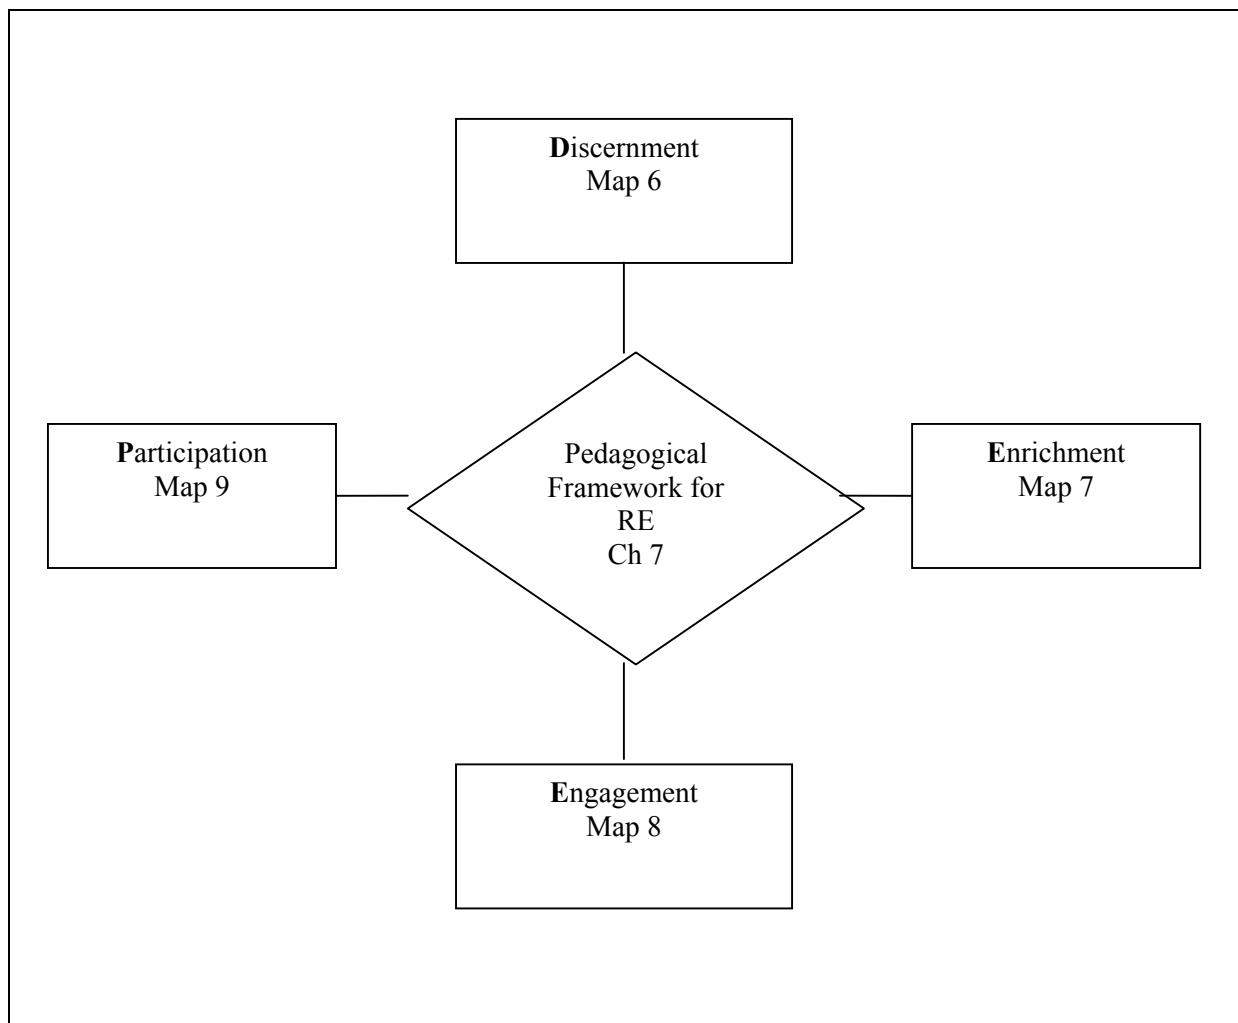 Discernment
Map 6
Participation
Map 9
Pedagogical
Framework for
RE
Ch 7
Enrichment
Map 7
Engagement
Map 8